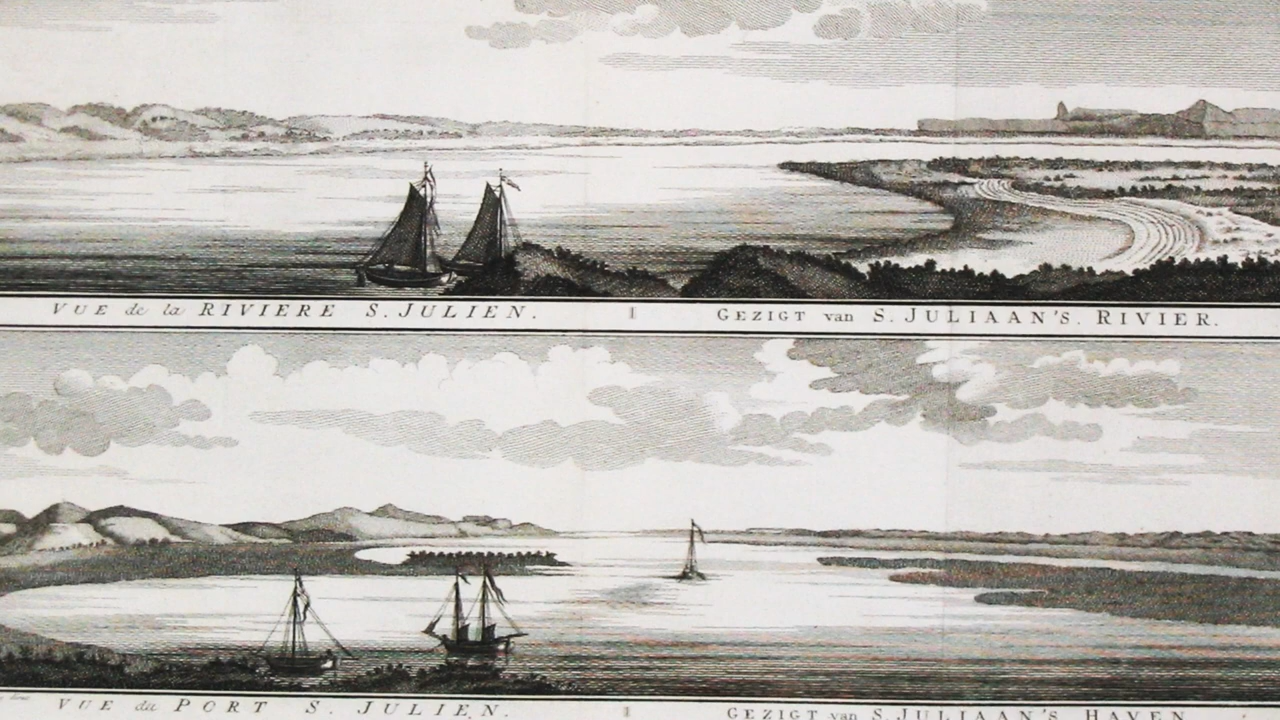 VUE de la RIVIERE S. JULIEN. GEZIGT van S. JULIAAN'S RIVIER.
VUE du PORT S. JULIEN. GEZIGT van S. JULIAAN'S HAVEN